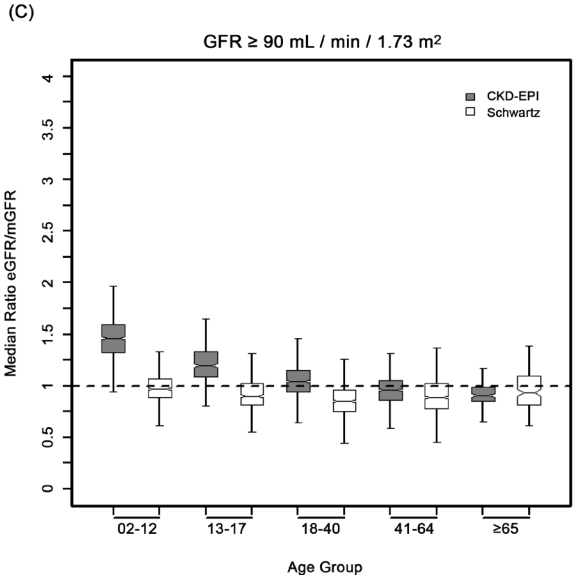 (C)
GFR ≥ 90 mL / min / 1.73 m²
4
3.5
3
2.5
2
1.5
1
0.5
0
Median Ratio eGFR/mGFR
CKD-EPI
Schwartz
02-12 13-17 18-40 41-64 ≥65
Age Group